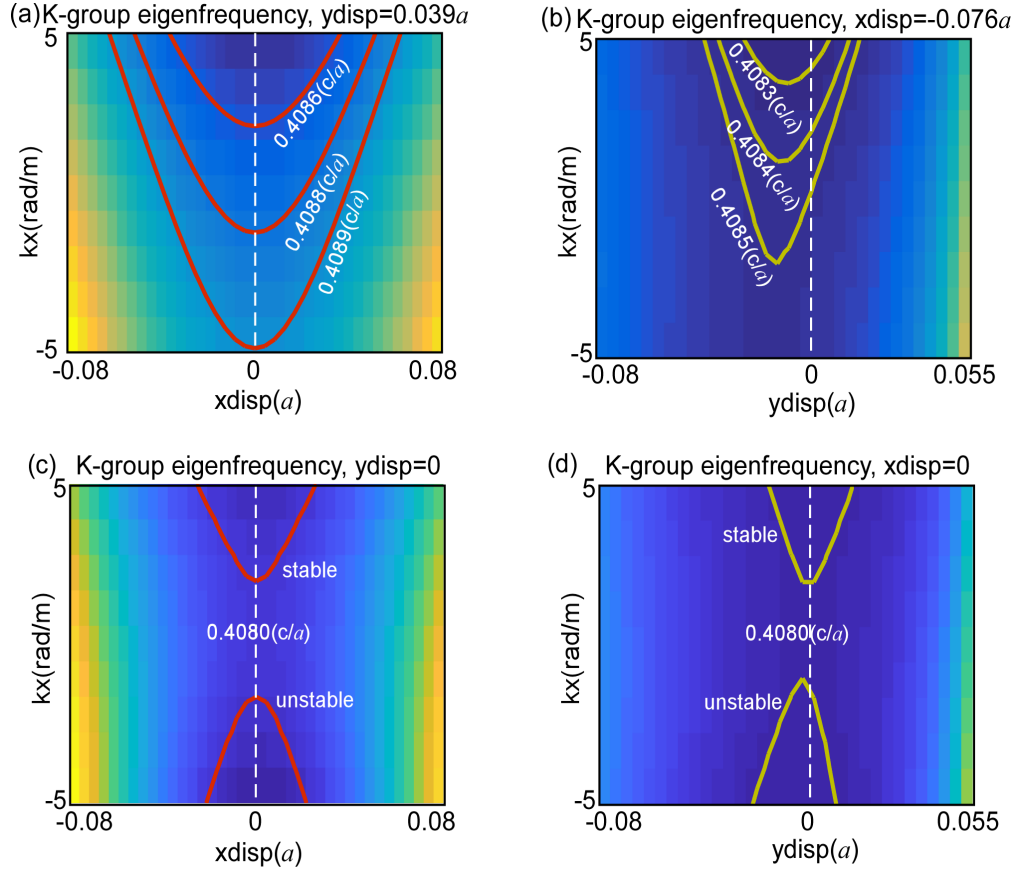 (a) K-group eigenfrequency, ydisp=0.039a
5
kx(rad/m)
-5
0.4086(c/a)
0.4088(c/a)
0.4089(c/a)
-0.08 0 0.08
xdisp(a)
(b) K-group eigenfrequency, xdisp=-0.076a
5
kx(rad/m)
-5
0.4083(c/a)
0.4084(c/a)
0.4085(c/a)
-0.08 0 0.055
ydisp(a)
(c) K-group eigenfrequency, ydisp=0
5
kx(rad/m)
-5
stable
0.4080(c/a)
unstable
-0.08 0 0.08
xdisp(a)
(d) K-group eigenfrequency, xdisp=0
5
kx(rad/m)
-5
stable
0.4080(c/a)
unstable
-0.08 0 0.055
ydisp(a)